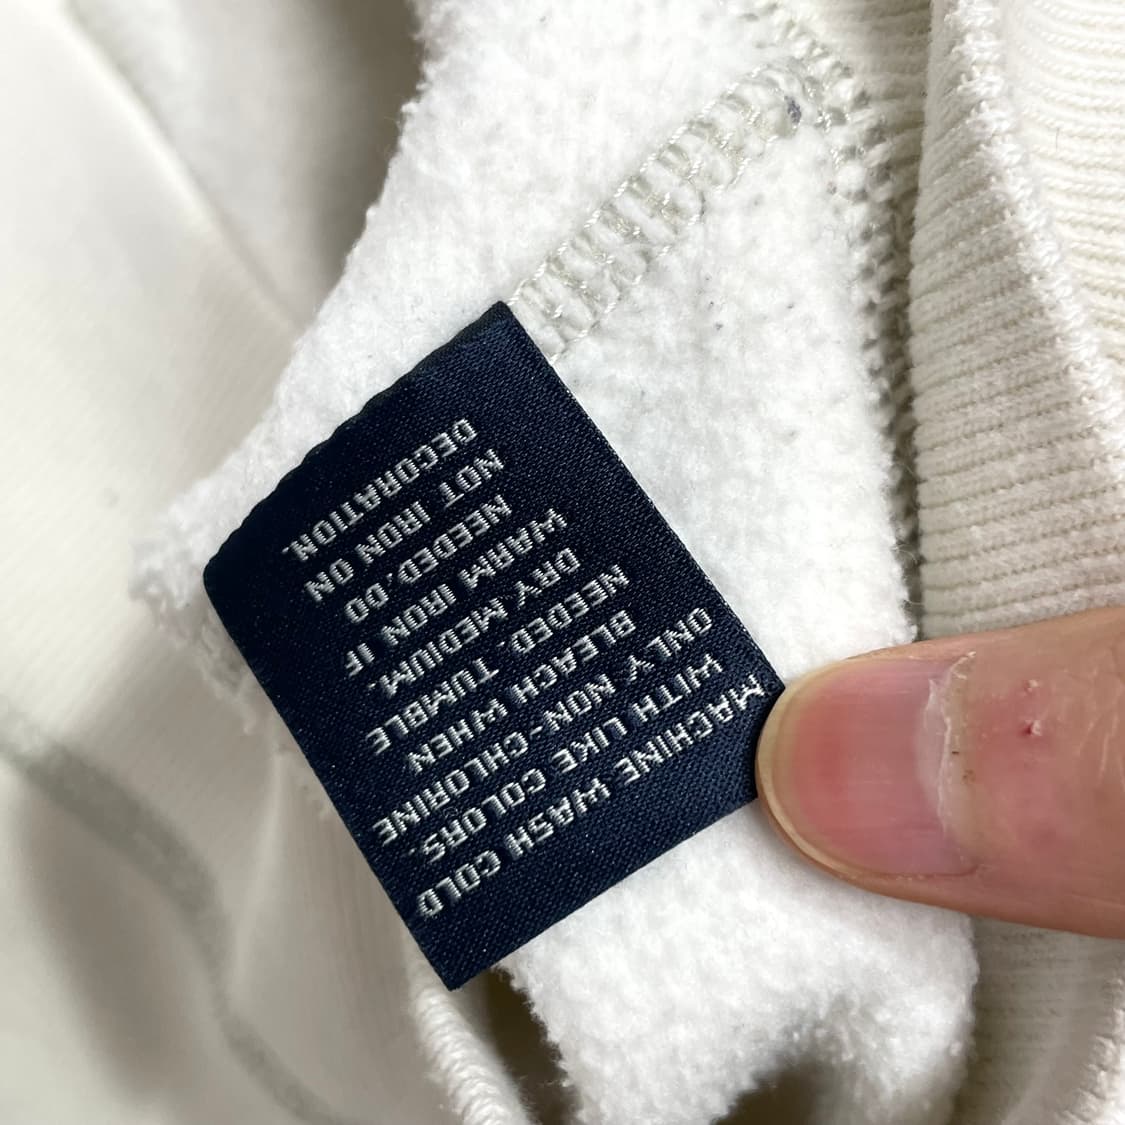 MACHINE WASH COLD
WITH LIKE COLORS.
ONLY NON-CHLORINE
BLEACH WHEN
NEEDED. TUMBLE
DRY MEDIUM.
WARM IRON IF
NEEDED.DO
NOT IRON ON
DECORATION.